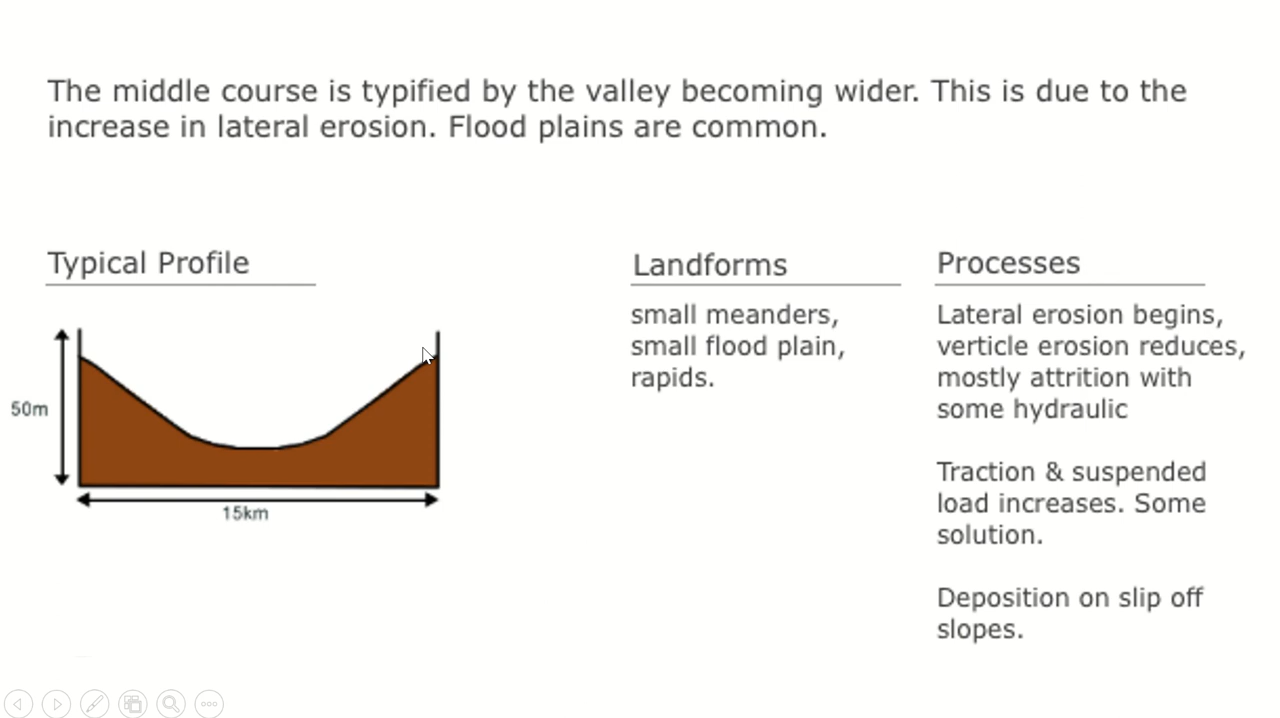 The middle course is typified by the valley becoming wider. This is due to the
increase in lateral erosion. Flood plains are common.
Typical Profile
50m
15km
Landforms
small meanders,
small flood plain,
rapids.
Processes
Lateral erosion begins,
verticle erosion reduces,
mostly attrition with
some hydraulic
Traction & suspended
load increases. Some
solution.
Deposition on slip off
slopes.